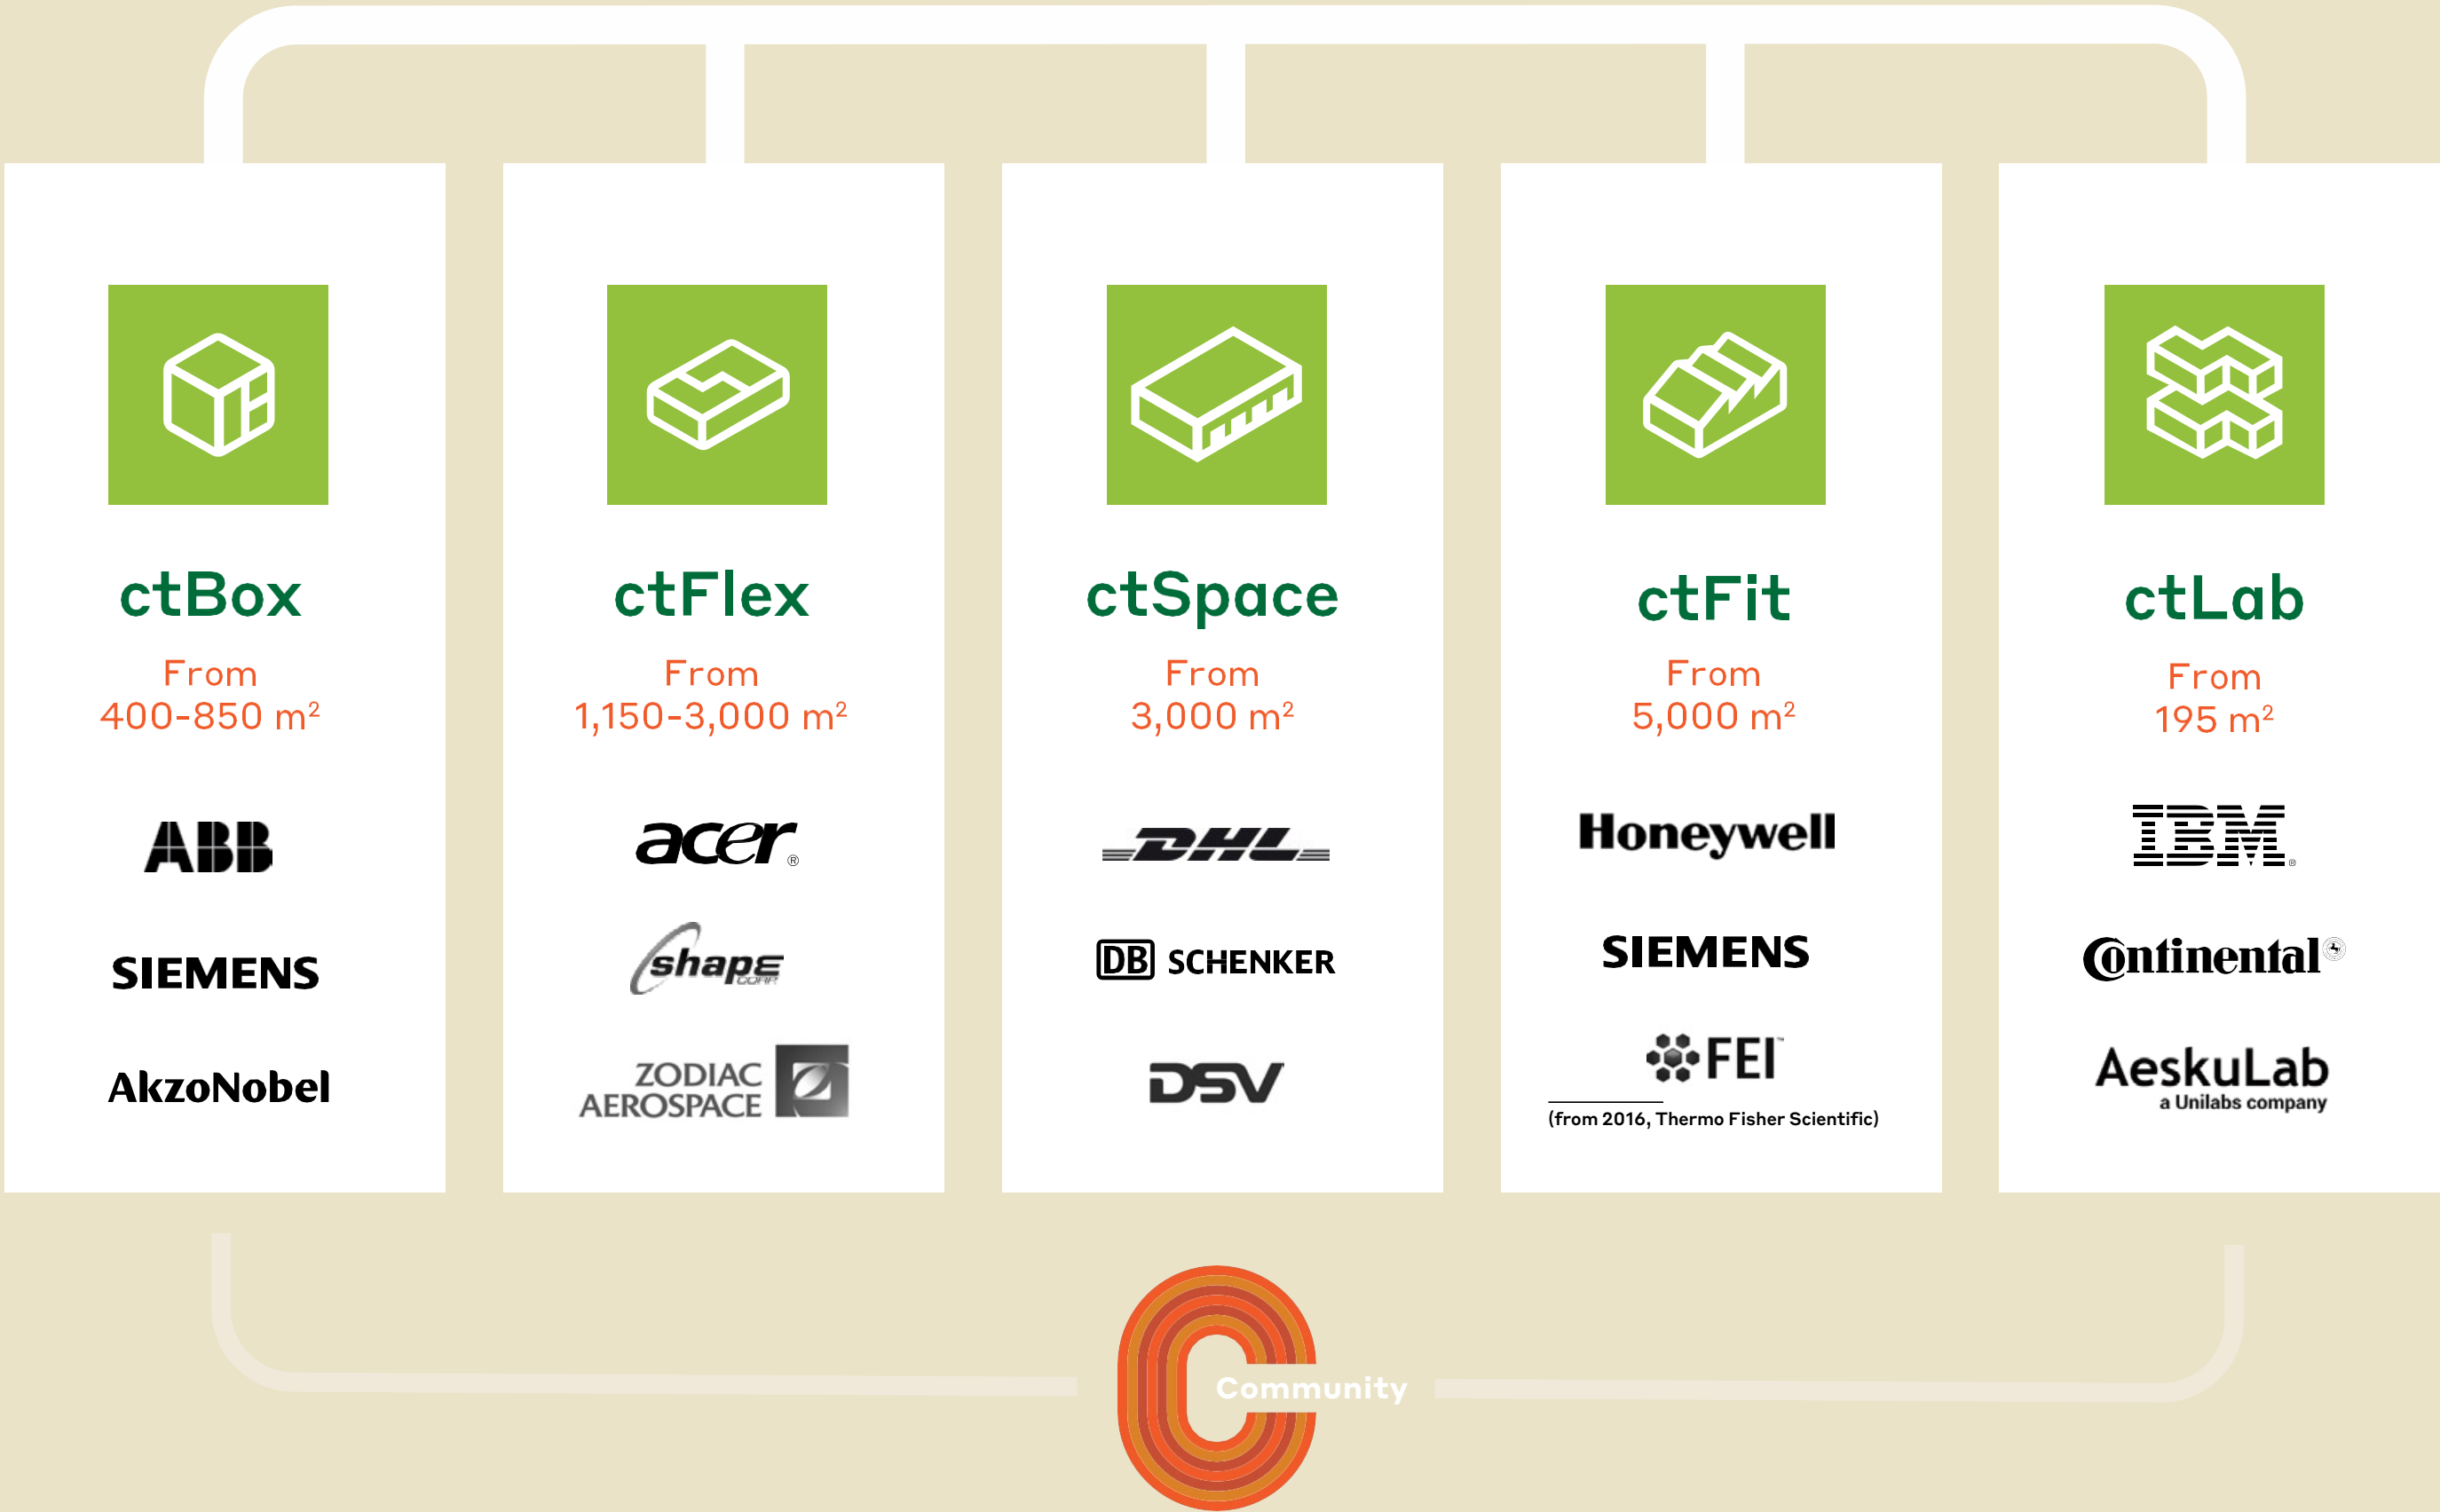 ctBox
From
400-850 m²
ABB
SIEMENS
AkzoNobel
ctFlex
From
1,150-3,000 m²
acer®
shape
CORP
ZODIAC
AEROSPACE
ctSpace
From
3,000 m²
DHL
DB SCHENKER
DSV
ctFit
From
5,000 m²
Honeywell
SIEMENS
FEI™
(from 2016, Thermo Fisher Scientific)
ctLab
From
195 m²
IBM®
Continental
AeskuLab
a Unilabs company
Community